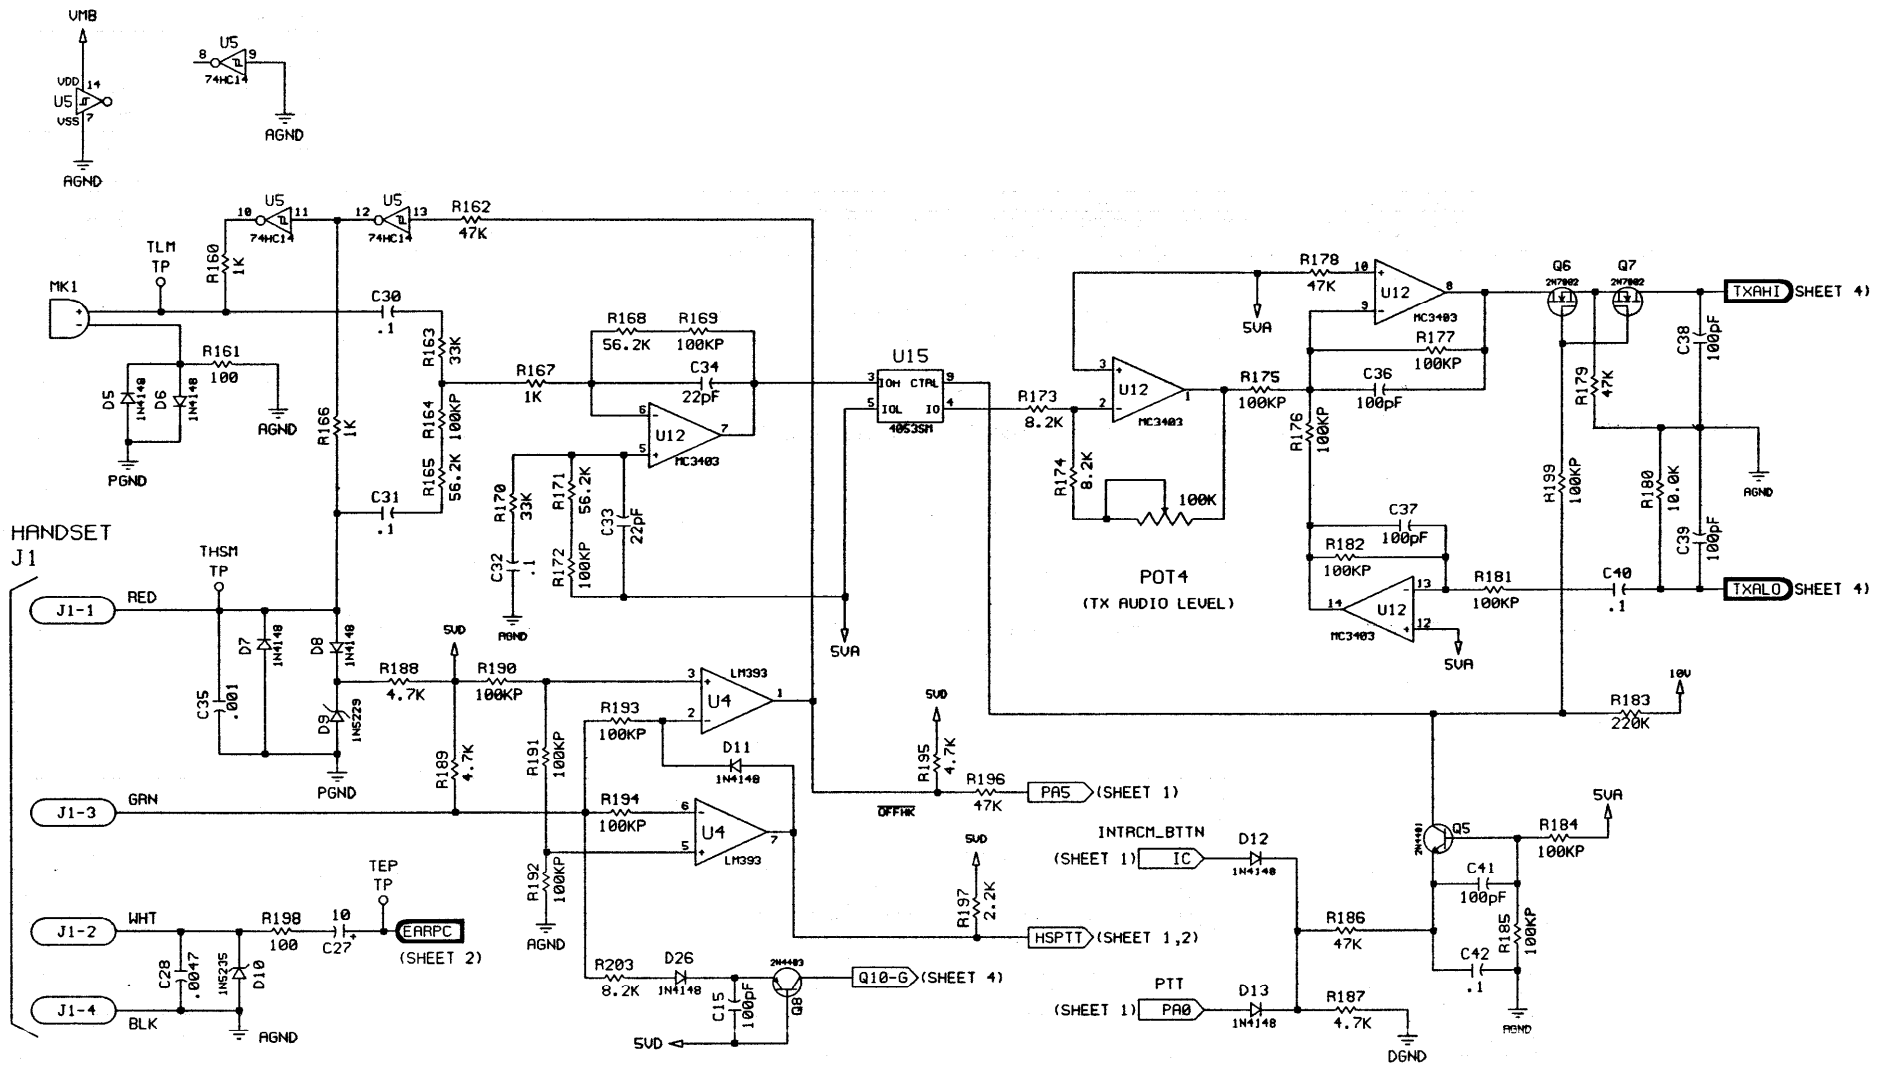 VMB
VDD
14
U5
VSS
7
AGND
U5
8
9
74HC14
AGND
U5
10
11
74HC14
U5
12
13
74HC14
R162
47K
R160
1K
TLM
TP
MK1
+
-
R161
100
D5
1N4148
D6
1N4148
AGND
PGND
C30
.1
R163
33K
R164
100KP
R165
56.2K
R166
1K
C31
.1
R167
1K
R168
56.2K
R169
100KP
C34
22pF
6
-
5
+
7
U12
MC3403
R170
33K
C32
.1
AGND
R171
56.2K
R172
100KP
C33
22pF
5VA
U15
3
IOH
CTRL
9
5
IOL
IO
4
4053SM
R173
8.2K
R174
8.2K
100K
POT4
(TX AUDIO LEVEL)
3
+
2
-
1
U12
MC3403
5VA
R178
47K
10
+
9
-
8
U12
MC3403
R175
100KP
R177
100KP
C36
100pF
R176
100KP
C37
100pF
R182
100KP
13
-
12
+
14
U12
MC3403
5VA
R181
100KP
C40
.1
Q6
2N7002
Q7
2N7002
TXAHI
(SHEET 4)
C38
100pF
R179
47K
AGND
R199
100KP
R180
10.0K
C39
100pF
TXALO
(SHEET 4)
HANDSET
J1
THSM
TP
J1-1
RED
D7
1N4148
D8
1N4148
C35
.001
D9
1N5229
PGND
R188
4.7K
5VD
R190
100KP
R189
4.7K
R191
100KP
R192
100KP
AGND
R193
100KP
3
+
2
-
1
U4
LM393
D11
1N4148
J1-3
GRN
R194
100KP
6
-
5
+
7
U4
LM393
5VD
R195
4.7K
R196
47K
OFFHK
PA5
(SHEET 1)
5VD
R197
2.2K
HSPTT
(SHEET 1,2)
J1-2
WHT
C28
.0047
1N5235
D10
R198
100
10
+
C27
TEP
TP
EARPC
(SHEET 2)
J1-4
BLK
AGND
R203
8.2K
D26
1N4148
C15
100pF
2N4403
Q8
5VD
Q10-G
(SHEET 4)
INTRCM_BTTN
(SHEET 1)
IC
D12
1N4148
PTT
(SHEET 1)
PA0
D13
1N4148
R186
47K
R187
4.7K
DGND
10V
R183
220K
2N4401
Q5
R184
100KP
5VA
C41
100pF
R185
100KP
C42
.1
AGND